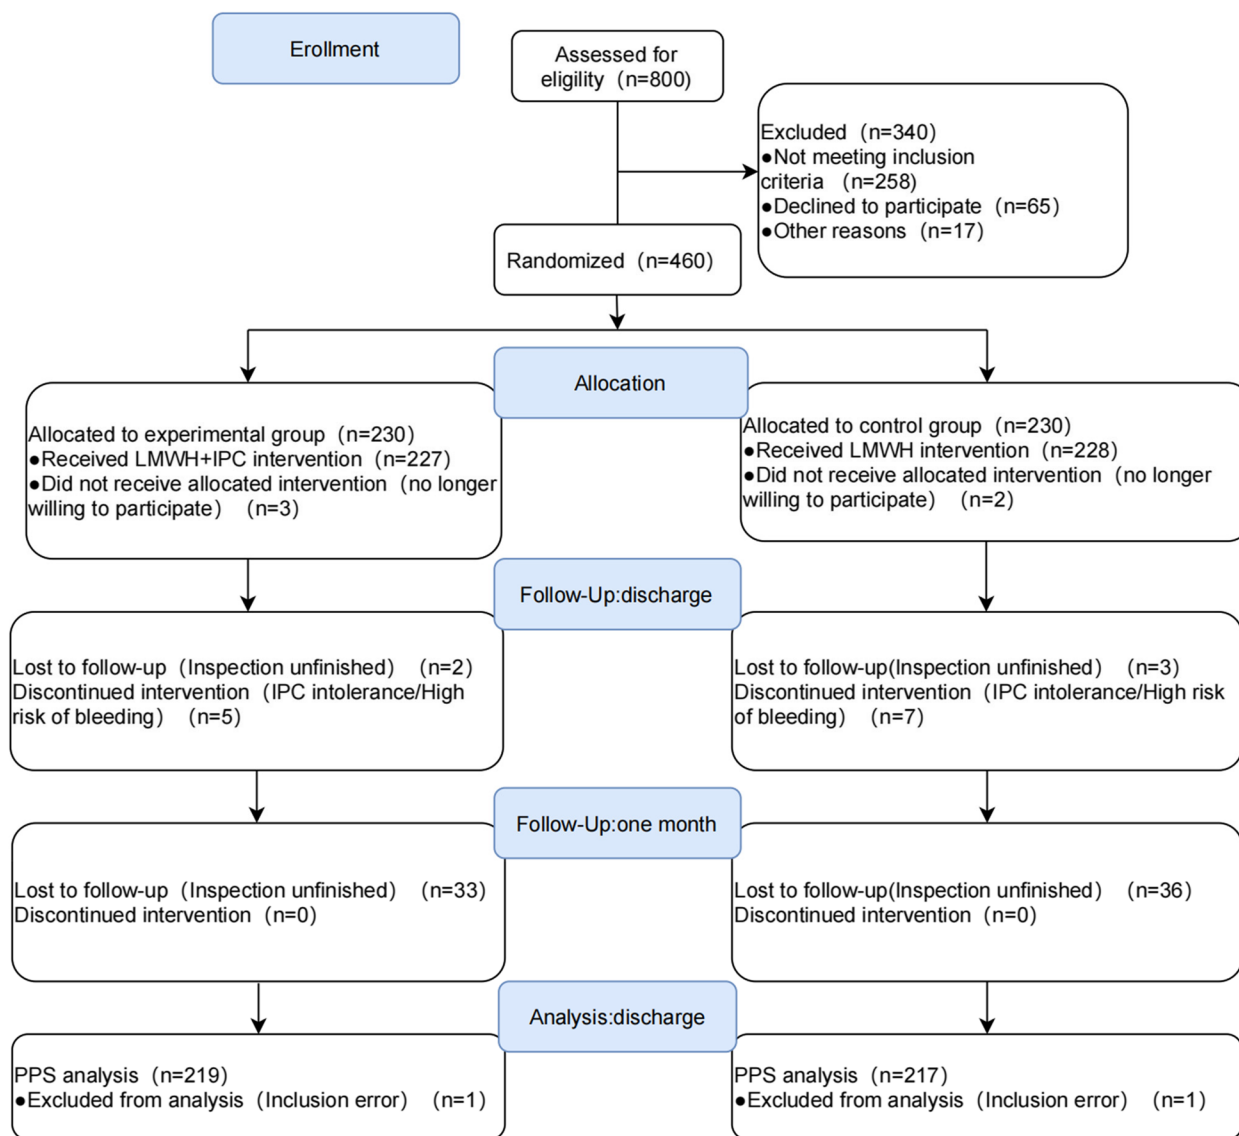 Erollment
Assessed for
eligility（n=800）
Excluded（n=340）
●Not meeting inclusion
criteria（n=258）
●Declined to participate（n=65）
●Other reasons（n=17）
Randomized（n=460）
Allocation
Allocated to experimental group（n=230）
●Received LMWH+IPC intervention（n=227）
●Did not receive allocated intervention（no longer
willing to participate）（n=3）
Allocated to control group（n=230）
●Received LMWH intervention（n=228）
●Did not receive allocated intervention（no longer
willing to participate）（n=2）
Follow-Up:discharge
Lost to follow-up（Inspection unfinished）（n=2）
Discontinued intervention（IPC intolerance/High
risk of bleeding）（n=5）
Lost to follow-up(Inspection unfinished）（n=3）
Discontinued intervention（IPC intolerance/High risk
of bleeding）（n=7）
Follow-Up:one month
Lost to follow-up（Inspection unfinished）（n=33）
Discontinued intervention（n=0）
Lost to follow-up(Inspection unfinished）（n=36）
Discontinued intervention（n=0）
Analysis:discharge
PPS analysis（n=219）
●Excluded from analysis（Inclusion error）（n=1）
PPS analysis（n=217）
●Excluded from analysis（Inclusion error）（n=1）